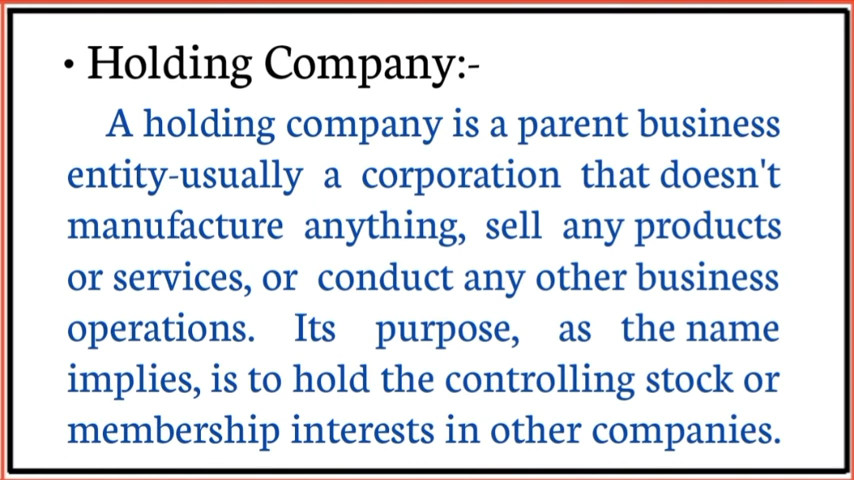 • Holding Company:-
A holding company is a parent business
entity-usually a corporation that doesn't
manufacture anything, sell any products
or services, or conduct any other business
operations. Its purpose, as the name
implies, is to hold the controlling stock or
membership interests in other companies.